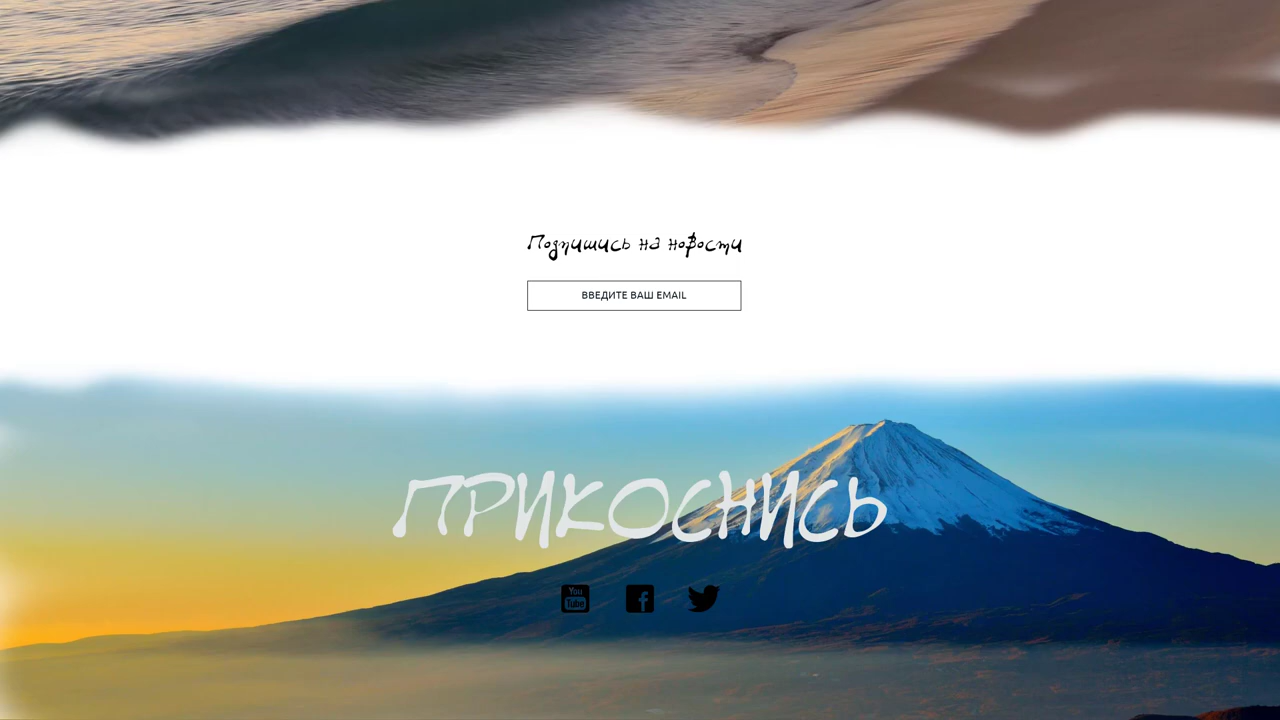 Подпишись на новости
ВВЕДИТЕ ВАШ EMAIL
ПРИКОСНИСЬ
You
Tube